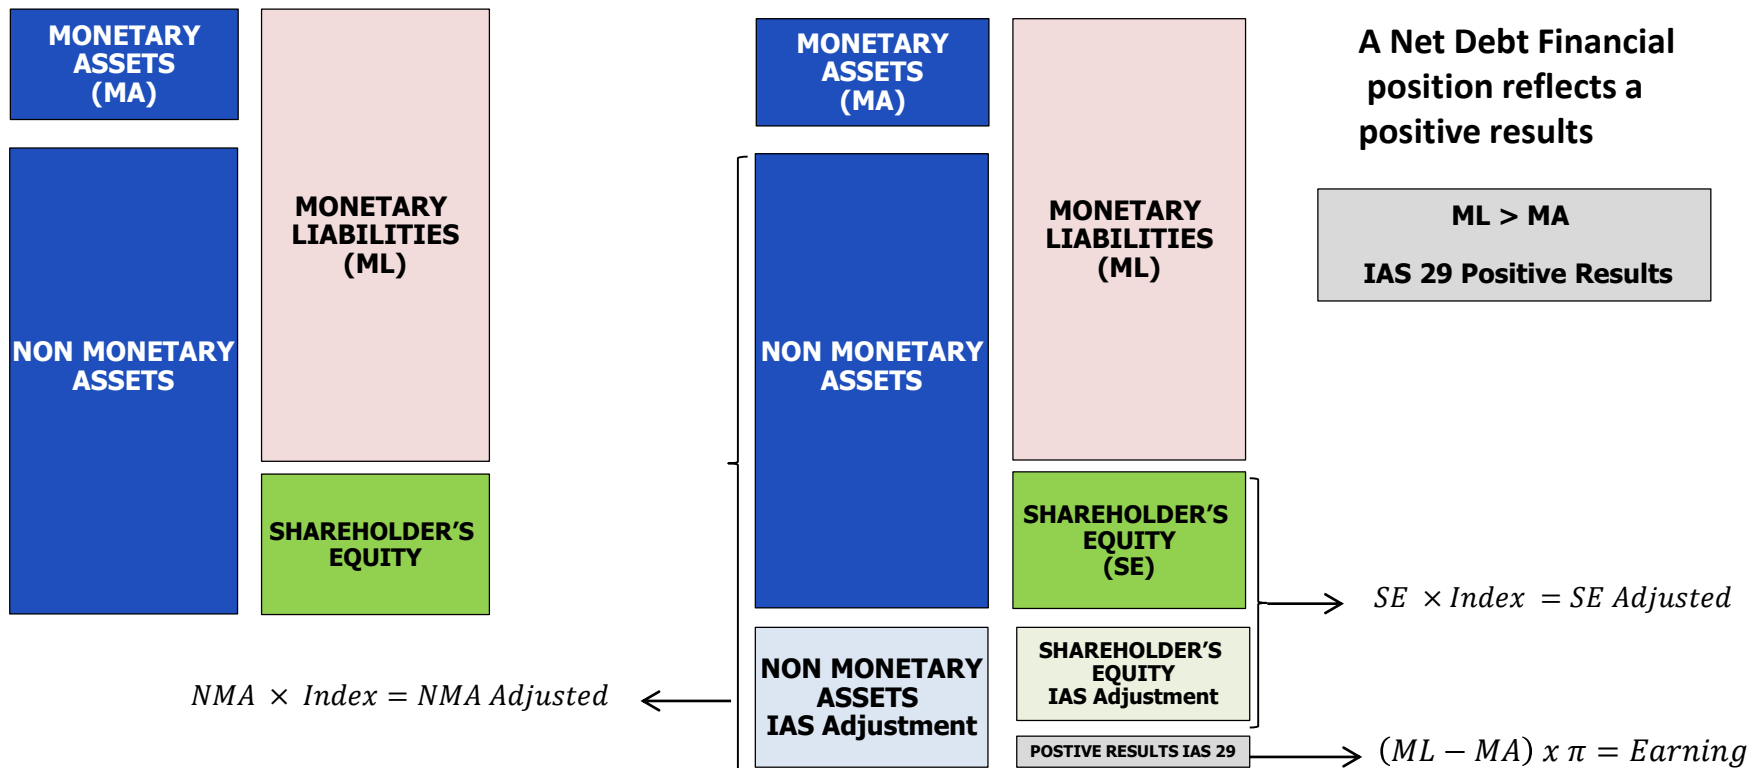 MONETARY
ASSETS
(MA)
NON MONETARY
ASSETS
MONETARY
LIABILITIES
(ML)
SHAREHOLDER'S
EQUITY
NMA × Index = NMA Adjusted
MONETARY
ASSETS
(MA)
NON MONETARY
ASSETS
NON MONETARY
ASSETS
IAS Adjustment
MONETARY
LIABILITIES
(ML)
SHAREHOLDER'S
EQUITY
(SE)
SHAREHOLDER'S
EQUITY
IAS Adjustment
POSTIVE RESULTS IAS 29
A Net Debt Financial
position reflects a
positive results
ML > MA
IAS 29 Positive Results
SE × Index = SE Adjusted
(ML − MA) x π = Earning